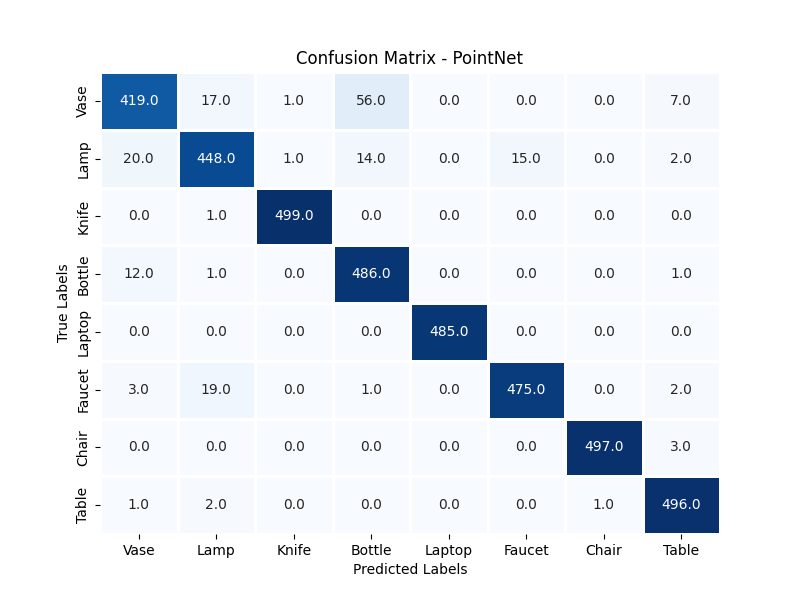 Confusion Matrix - PointNet
True Labels
Vase 419.0 17.0 1.0 56.0 0.0 0.0 0.0 7.0
Lamp 20.0 448.0 1.0 14.0 0.0 15.0 0.0 2.0
Knife 0.0 1.0 499.0 0.0 0.0 0.0 0.0 0.0
Bottle 12.0 1.0 0.0 486.0 0.0 0.0 0.0 1.0
Laptop 0.0 0.0 0.0 0.0 485.0 0.0 0.0 0.0
Faucet 3.0 19.0 0.0 1.0 0.0 475.0 0.0 2.0
Chair 0.0 0.0 0.0 0.0 0.0 0.0 497.0 3.0
Table 1.0 2.0 0.0 0.0 0.0 0.0 1.0 496.0
Vase Lamp Knife Bottle Laptop Faucet Chair Table
Predicted Labels